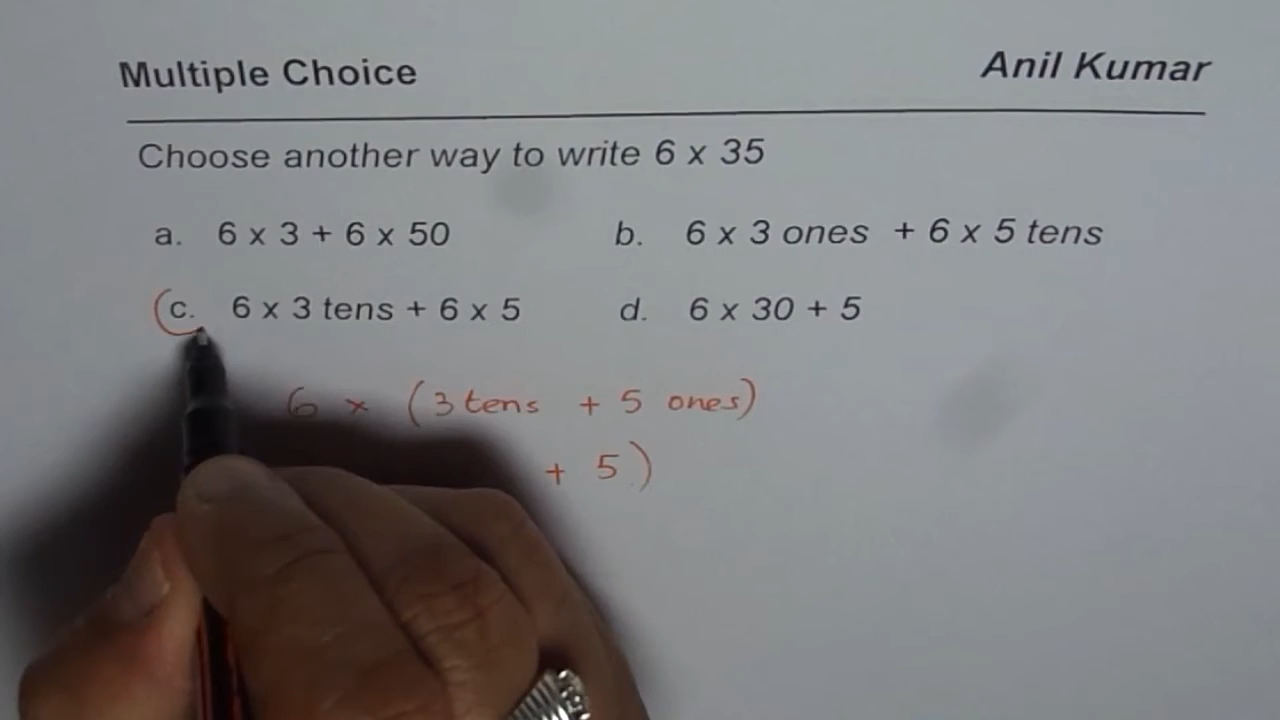 Multiple Choice Anil Kumar
Choose another way to write 6 x 35
a. 6 x 3 + 6 x 50 b. 6 x 3 ones + 6 x 5 tens
c. 6 x 3 tens + 6 x 5 d. 6 x 30 + 5
6 × (3 tens + 5 ones)
+ 5)